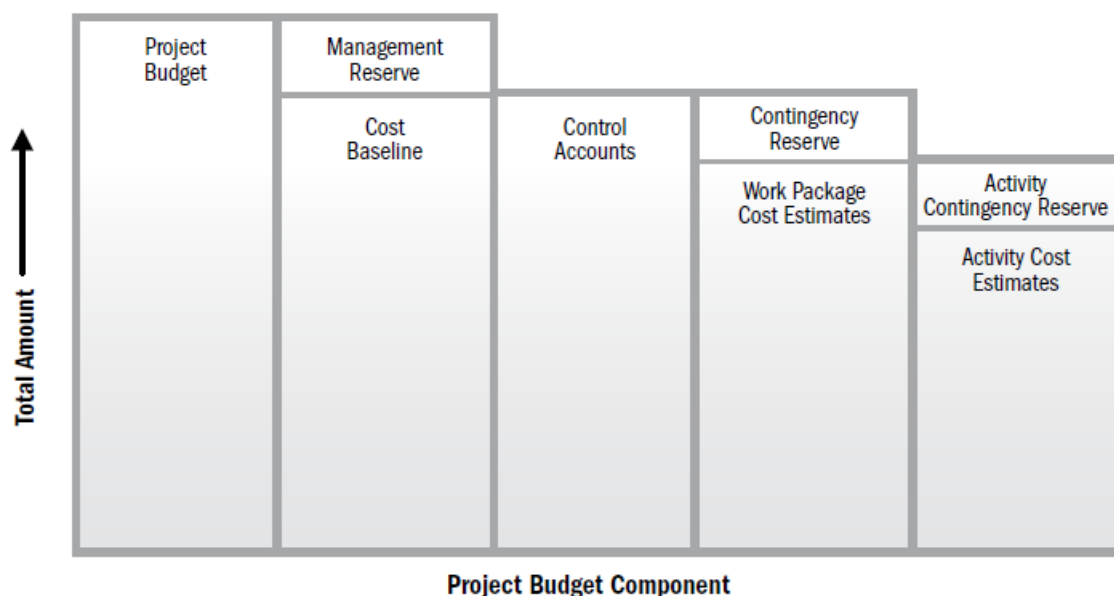 Project
Budget
Management
Reserve
Cost
Baseline
Control
Accounts
Contingency
Reserve
Work Package
Cost Estimates
Activity
Contingency Reserve
Activity Cost
Estimates
Total Amount
Project Budget Component